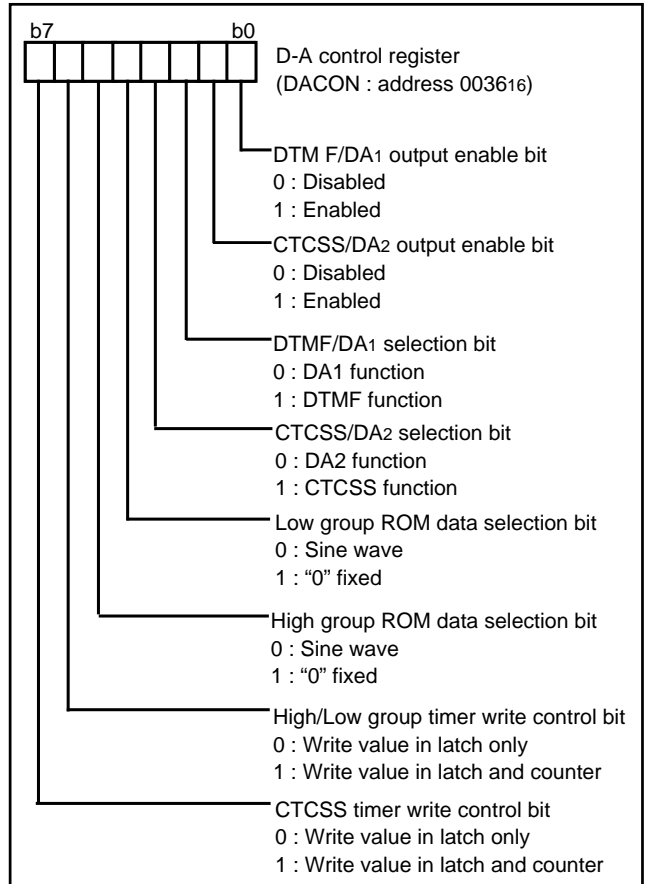 b7 b0
D-A control register
(DACON : address 003616)
DTM F/DA1 output enable bit
0 : Disabled
1 : Enabled
CTCSS/DA2 output enable bit
0 : Disabled
1 : Enabled
DTMF/DA1 selection bit
0 : DA1 function
1 : DTMF function
CTCSS/DA2 selection bit
0 : DA2 function
1 : CTCSS function
Low group ROM data selection bit
0 : Sine wave
1 : “0” fixed
High group ROM data selection bit
0 : Sine wave
1 : “0” fixed
High/Low group timer write control bit
0 : Write value in latch only
1 : Write value in latch and counter
CTCSS timer write control bit
0 : Write value in latch only
1 : Write value in latch and counter